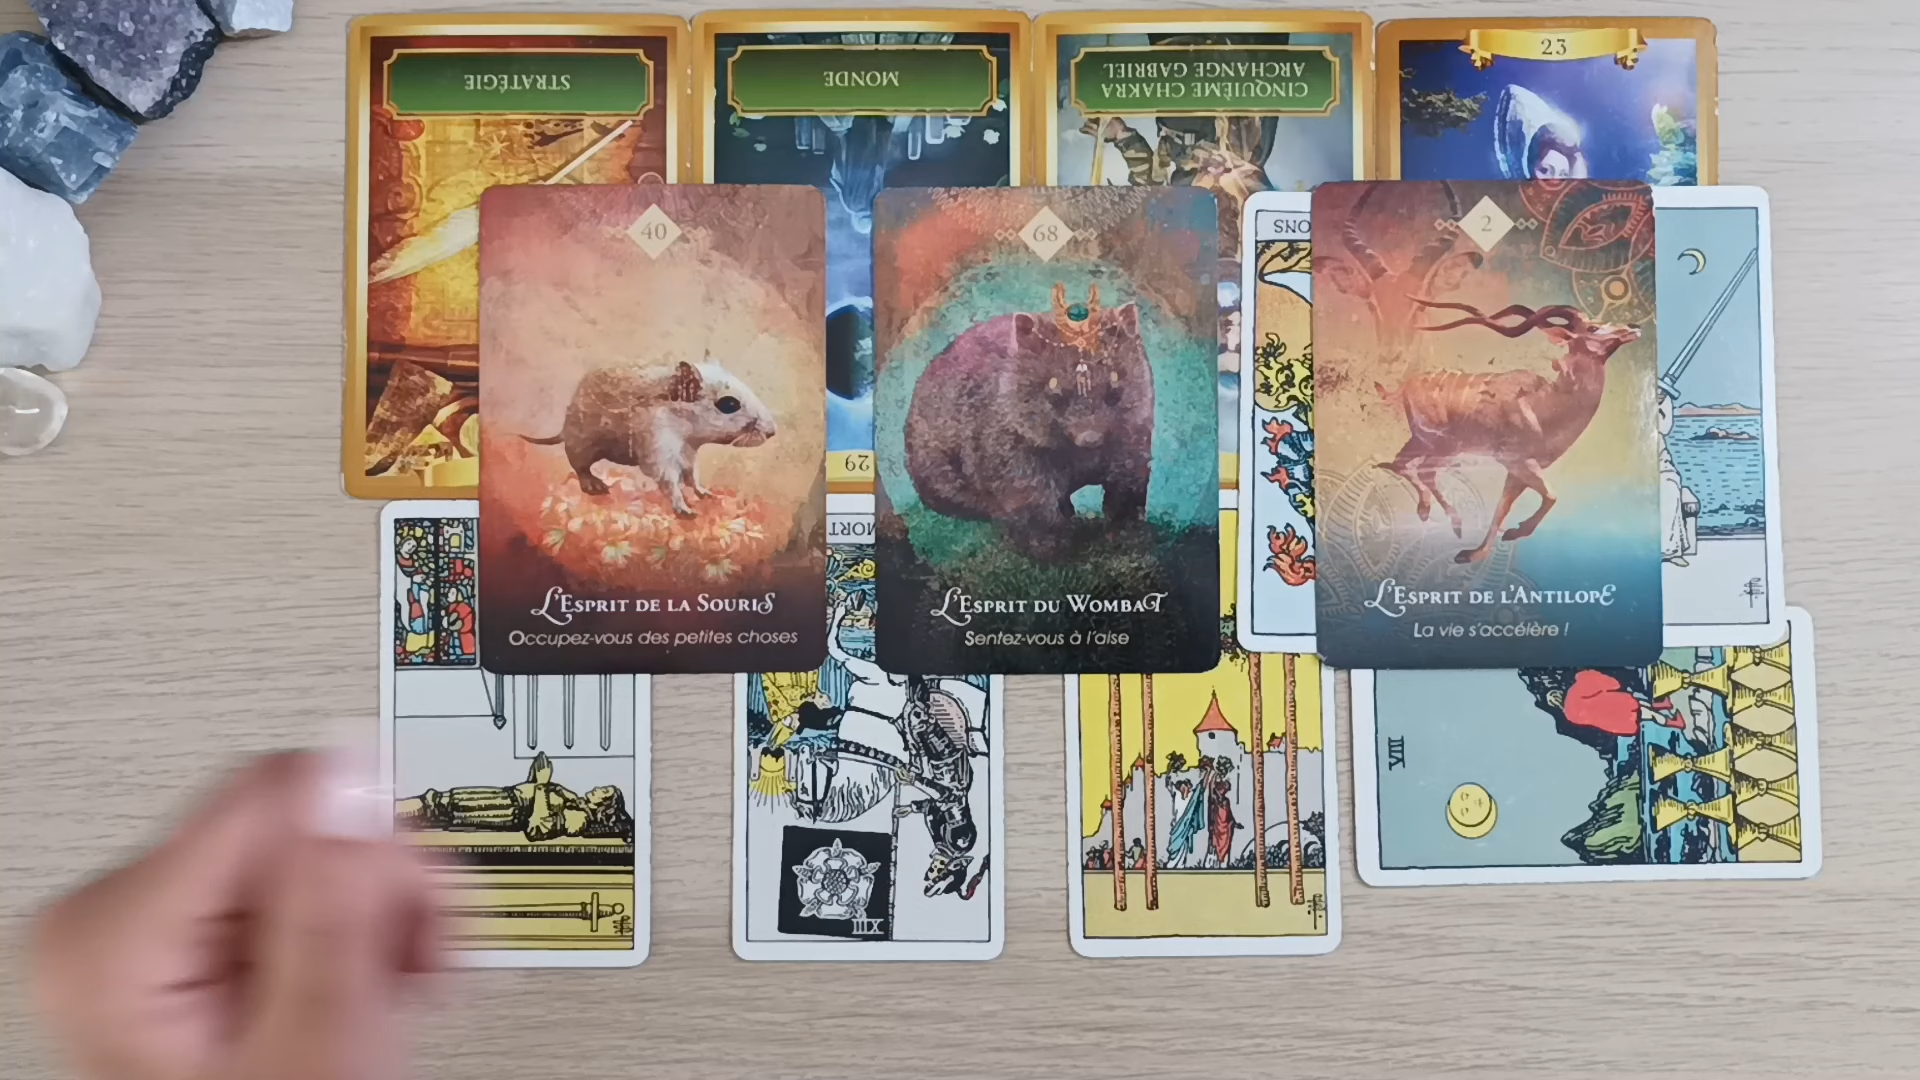 STRATÉGIE
MONDE
CINQUIÈME CHAKRA
ARCHANGE GABRIEL
23
40
68
2
29
MORT
L'ESPRIT DE LA SOURIS
Occupez-vous des petites choses
L'ESPRIT DU WOMBAT
Sentez-vous à l'aise
L'ESPRIT DE L'ANTILOPE
La vie s'accélère !
XIII
VIII